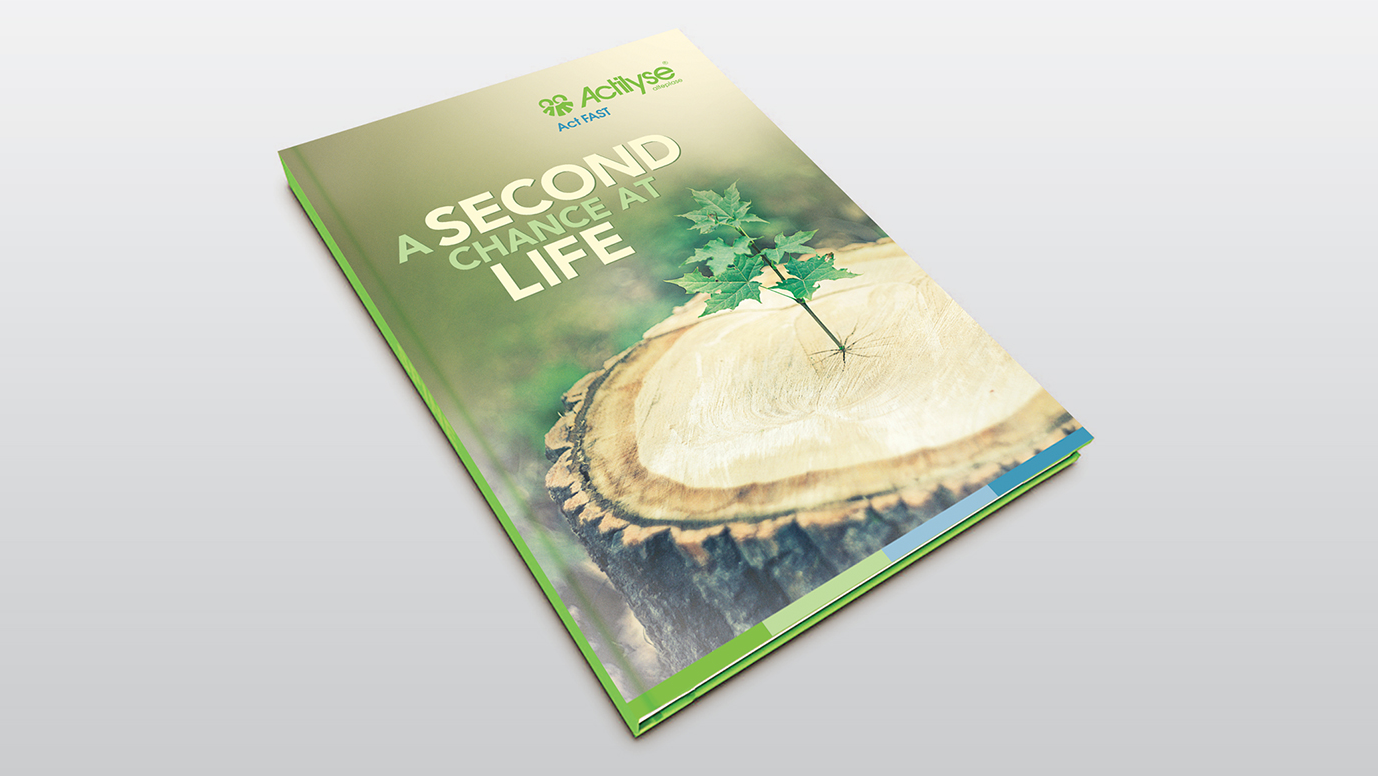 Actilyse®
alteplase
Act FAST
A SECOND
CHANCE AT
LIFE